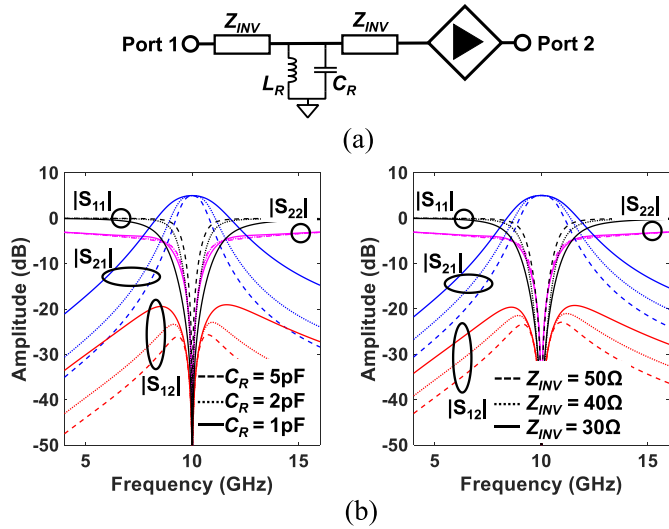 Z_INV Z_INV
Port 1 Port 2
L_R C_R
(a)
10
0
-10
-20
-30
-40
-50
Amplitude (dB)
|S11|
|S22|
|S21|
|S12|
C_R = 5pF
C_R = 2pF
C_R = 1pF
5 10 15
Frequency (GHz)
10
0
-10
-20
-30
-40
-50
Amplitude (dB)
|S11|
|S22|
|S21|
|S12|
Z_INV = 50Ω
Z_INV = 40Ω
Z_INV = 30Ω
5 10 15
Frequency (GHz)
(b)